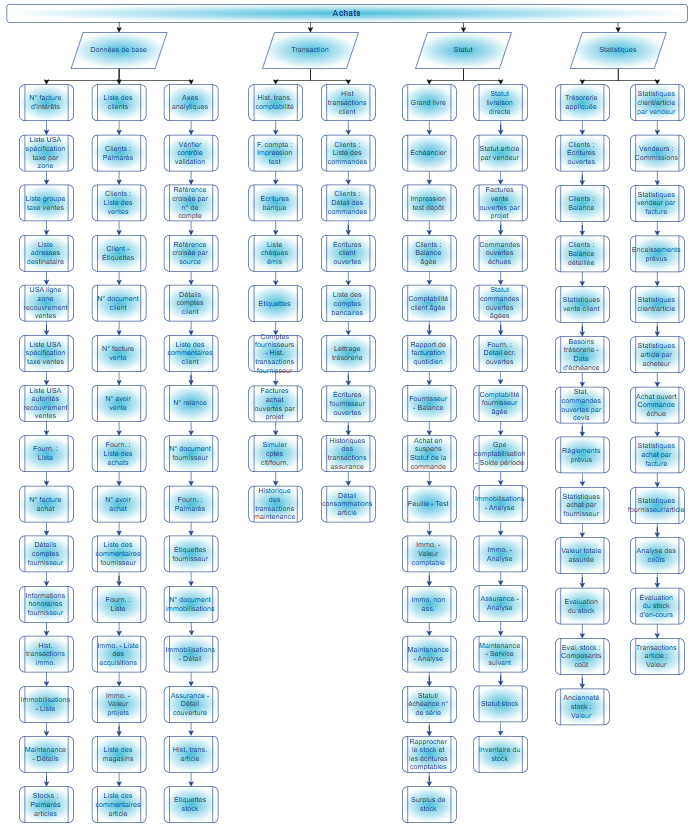 Achats
Données de base
Transaction
Statut
Statistiques
N° facture
d'intérêts
Liste USA
spécification
taxe par
zone
Liste groupe
taxe ventes
Liste
adresses
destinataire
USA ligne
zone
recouvrement
ventes
Liste USA
spécification
taxe ventes
Liste USA
autorités
recouvrement
ventes
Fourn. :
Liste
N° facture
achat
Détails
comptes
fournisseur
Informations
honoraires
fournisseur
Hist.
transactions
immo.
Immobilisations
- Liste
Maintenance
- Détails
Stocks :
Palmarès
articles
Liste des
clients
Clients :
Palmarès
Clients :
Liste des
ventes
Client -
Étiquettes
N° document
client
N° facture
vente
N° avoir
vente
Fourn. :
Liste des
achats
N° avoir
achat
Liste des
commentaires
fournisseur
Fourn. :
Liste
Immo. - Liste
des
acquisitions
Immo. -
Valeur
projets
Liste des
magasins
Liste des
commentaires
article
Axes
analytiques
Vérifier
contrôle
validation
Référence
croisée par
n° de
compte
Référence
croisée par
source
Détails
comptes
client
Liste des
commentaires
client
N° relance
N° document
fournisseur
Fourn. :
Palmarès
Étiquettes
fournisseur
N° document
immobilisations
Immobilisations
- Détail
Assurance -
Détail
couverture
Hist. trans.
article
Étiquettes
stock
Hist. trans.
comptabilité
F. compta :
Impression
test
Écritures
banque
Liste
chèques
émis
Étiquettes
Comptes
fournisseurs
- Hist.
transactions
fournisseur
Factures
achat
ouvertes par
projet
Simuler
cptes
clt/fourn.
Historique
des
transactions
maintenance
Hist
transactions
client
Clients :
Liste des
commandes
Clients :
Détail des
commandes
Écritures
client
ouvertes
Liste des
comptes
bancaires
Lettrage
trésorerie
Écritures
fournisseur
ouvertes
Historiques
des
transactions
assurance
Détail
consommations
article
Grand livre
Échéancier
Impression
test dépôt
Clients :
Balance
âgée
Comptabilité
client âgée
Rapport de
facturation
quotidien
Fournisseur
- Balance
Achat en
suspens
Statut de la
commande
Feuille - Test
Immo. -
Valeur
comptable
Immo. non
ass.
Maintenance
- Analyse
Statut/
échéance n°
de série
Rapprocher
le stock et
les écritures
comptables
Surplus de
stock
Statut
livraison
directe
Statut article
par vendeur
Factures
vente
ouvertes par
projet
Commandes
ouvertes
échues
Statut
commandes
ouvertes
âgées
Fourn. :
Détail ecr.
ouvertes
Comptabilité
fournisseur
âgée
Gpe
comptabilisation
- Solde période
Immobilisations
- Analyse
Immo. -
Analyse
Assurance -
Analyse
Maintenance
- Service
suivant
Statut stock
Inventaire du
stock
Trésorerie
appliquée
Clients :
Écritures
ouvertes
Clients :
Balance
Clients :
Balance
détaillée
Statistiques
vente client
Besoins
trésorerie -
Date
d'échéance
Stat.
commandes
ouvertes par
devis
Règlements
prévus
Statistiques
achat par
fournisseur
Valeur totale
assurée
Évaluation
du stock
Eval. stock :
Composants
coût
Ancienneté
stock :
Valeur
Statistiques
client/article
par vendeur
Vendeurs :
Commissions
Statistiques
vendeur par
facture
Encaissements
prévus
Statistiques
client/article
Statistiques
article par
acheteur
Achat ouvert
Commande
échue
Statistiques
achat par
facture
Statistiques
fournisseur/article
Analyse des
coûts
Évaluation
du stock
d'en-cours
Transactions
article :
Valeur